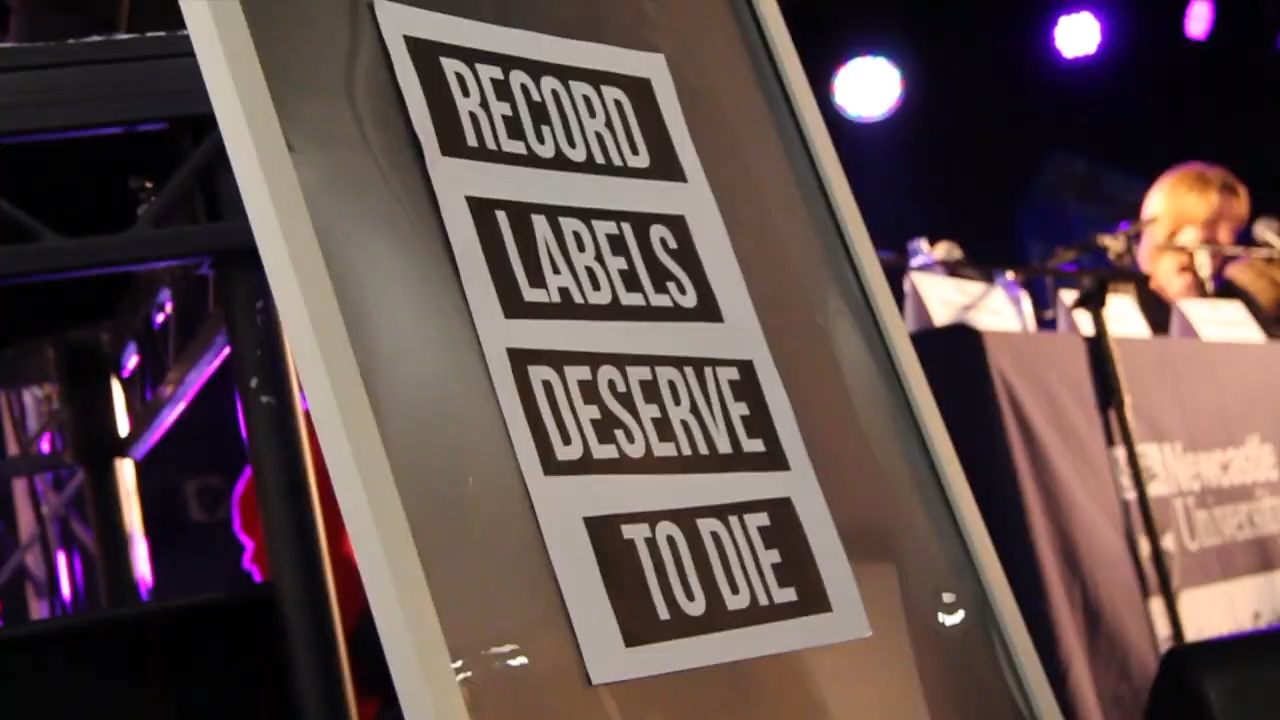 RECORD
LABELS
DESERVE
TO DIE
Newcastle
University